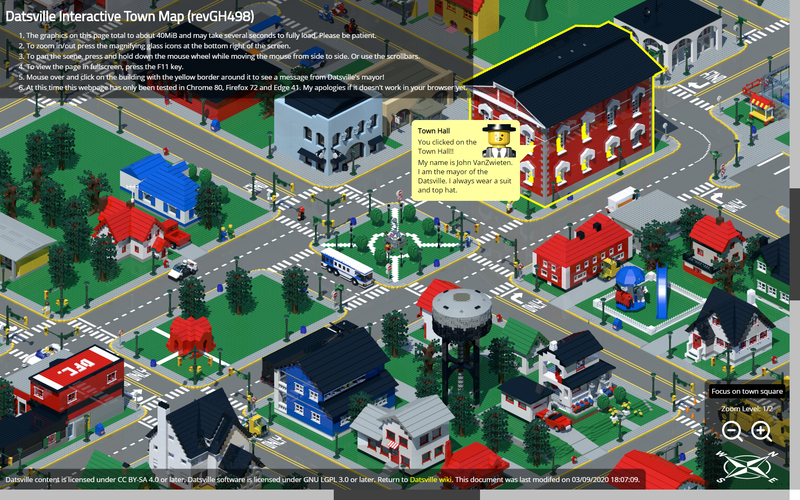 Datsville Interactive Town Map (revGH498)
1. The graphics on this page total to about 40MiB and may take several seconds to fully load. Please be patient.
2. To zoom in/out press the magnifying glass icons at the bottom right of the screen.
3. To pan the scene, press and hold down the mouse wheel while moving the mouse from side to side. Or use the scrollbars.
4. To view the page in fullscreen, press the F11 key.
5. Mouse over and click on the building with the yellow border around it to see a message from Datsville's mayor!
6. At this time this webpage has only been tested in Chrome 80, Firefox 72 and Edge 41. My apologies if it doesn't work in your browser yet.
Town Hall
You clicked on the
Town Hall!!
My name is John VanZwieten.
I am the mayor of the
Datsville. I always wear a suit
and top hat.
Focus on town square
Zoom Level: 1/2
N
E
W
S
Datsville content is licensed under CC BY-SA 4.0 or later. Datsville software is licensed under GNU LGPL 3.0 or later. Return to Datsville wiki. This document was last modifed on 03/09/2020 18:07:09.